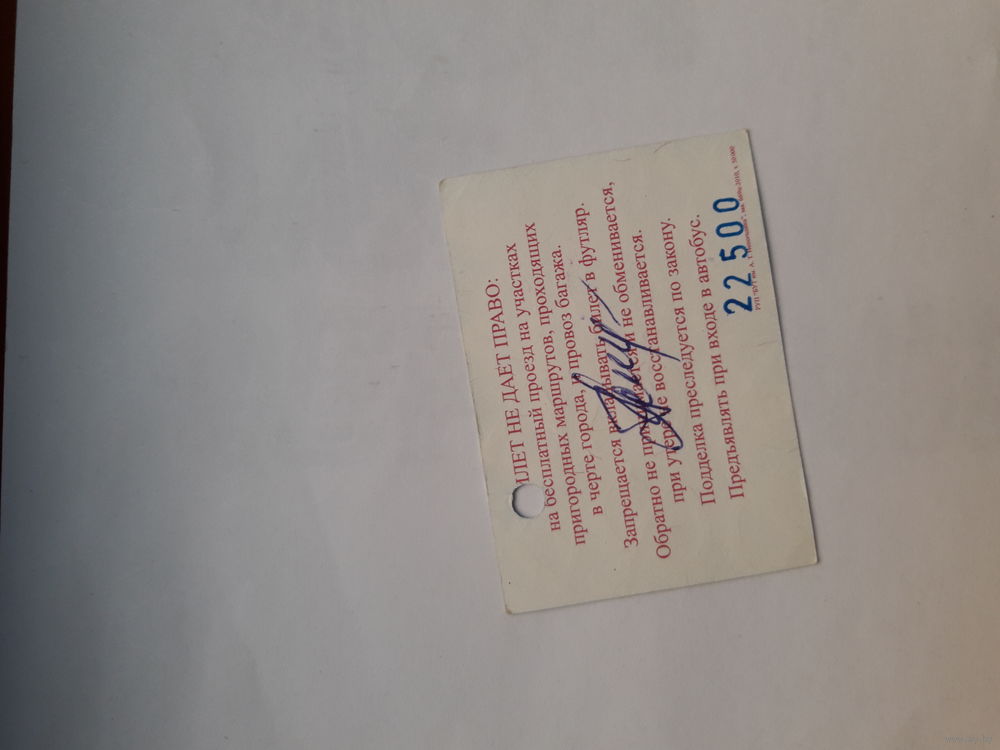 ИЛЕТ НЕ ДАЕТ ПРАВО:
на бесплатный проезд на участках
пригородных маршрутов, проходящих
в черте города, и провоз багажа.
Запрещается вкладывать билет в футляр.
Обратно не принимается и не обменивается,
при утере не восстанавливается.
Подделка преследуется по закону.
Предъявлять при входе в автобус.
22500